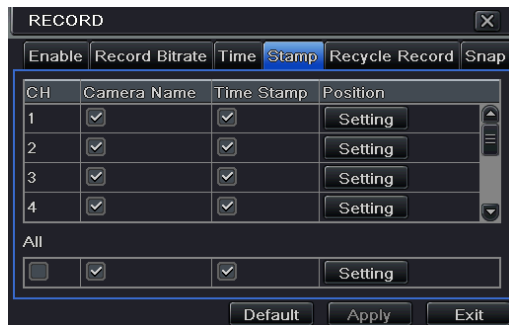 RECORD
Enable Record Bitrate Time Stamp Recycle Record Snap
CH Camera Name Time Stamp Position
1 Setting
2 Setting
3 Setting
4 Setting
All
Setting
Default Apply Exit